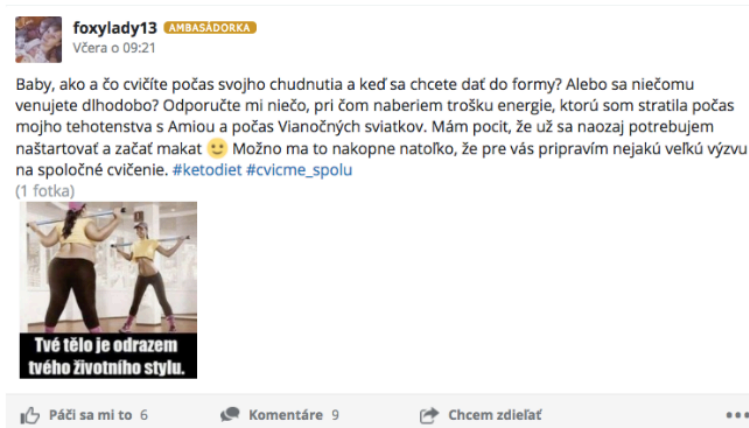 foxylady13 AMBASÁDORKA
Včera o 09:21
Baby, ako a čo cvičíte počas svojho chudnutia a keď sa chcete dať do formy? Alebo sa niečomu
venujete dlhodobo? Odporučte mi niečo, pri čom naberiem trošku energie, ktorú som stratila počas
mojho tehotenstva s Amiou a počas Vianočných sviatkov. Mám pocit, že už sa naozaj potrebujem
naštartovať a začať makat 🙂 Možno ma to nakopne natoľko, že pre vás pripravím nejakú veľkú výzvu
na spoločné cvičenie. #ketodiet #cvicme_spolu
(1 fotka)
Tvé tělo je odrazem
tvého životního stylu.
Páči sa mi to 6 Komentáre 9 Chcem zdieľať